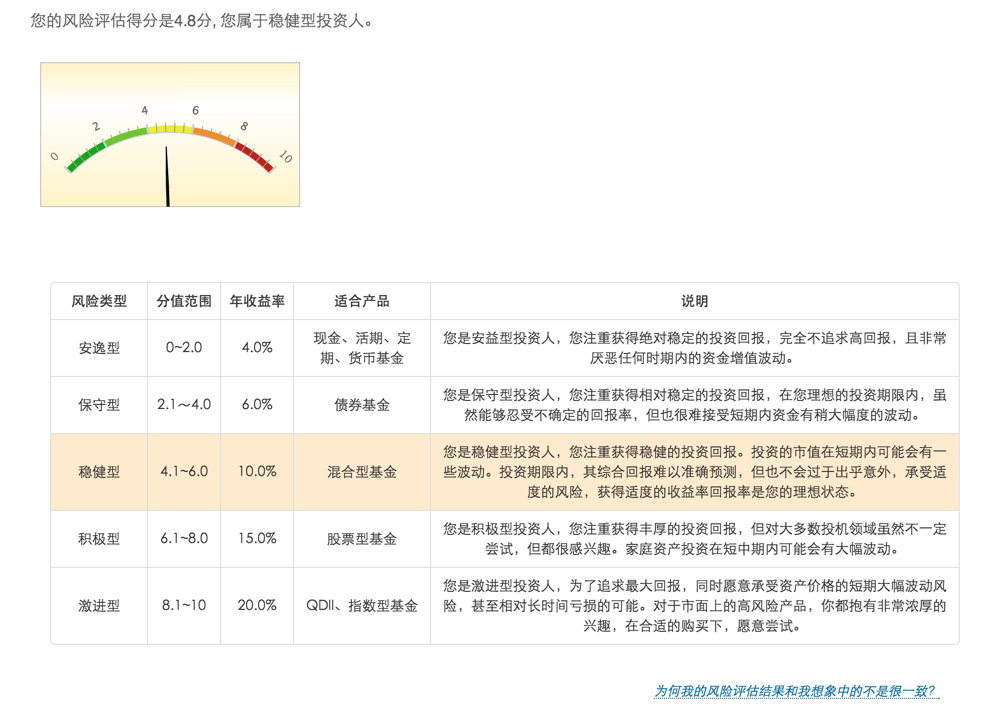 您的风险评估得分是4.8分, 您属于稳健型投资人。
0
2
4
6
8
10
风险类型 分值范围 年收益率 适合产品 说明
安逸型 0~2.0 4.0% 现金、活期、定期、货币基金 您是安益型投资人，您注重获得绝对稳定的投资回报，完全不追求高回报，且非常
厌恶任何时期内的资金增值波动。
保守型 2.1～4.0 6.0% 债券基金 您是保守型投资人，您注重获得相对稳定的投资回报，在您理想的投资期限内，虽
然能够忍受不确定的回报率，但也很难接受短期内资金有稍大幅度的波动。
稳健型 4.1~6.0 10.0% 混合型基金 您是稳健型投资人，您注重获得稳健的投资回报。投资的市值在短期内可能会有一
些波动。投资期限内，其综合回报难以准确预测，但也不会过于出乎意外，承受适
度的风险，获得适度的收益率回报率是您的理想状态。
积极型 6.1~8.0 15.0% 股票型基金 您是积极型投资人，您注重获得丰厚的投资回报，但对大多数投机领域虽然不一定
尝试，但都很感兴趣。家庭资产投资在短中期内可能会有大幅波动。
激进型 8.1~10 20.0% QDII、指数型基金 您是激进型投资人，为了追求最大回报，同时愿意承受资产价格的短期大幅波动风
险，甚至相对长时间亏损的可能。对于市面上的高风险产品，你都抱有非常浓厚的
兴趣，在合适的购买下，愿意尝试。
为何我的风险评估结果和我想象中的不是很一致？